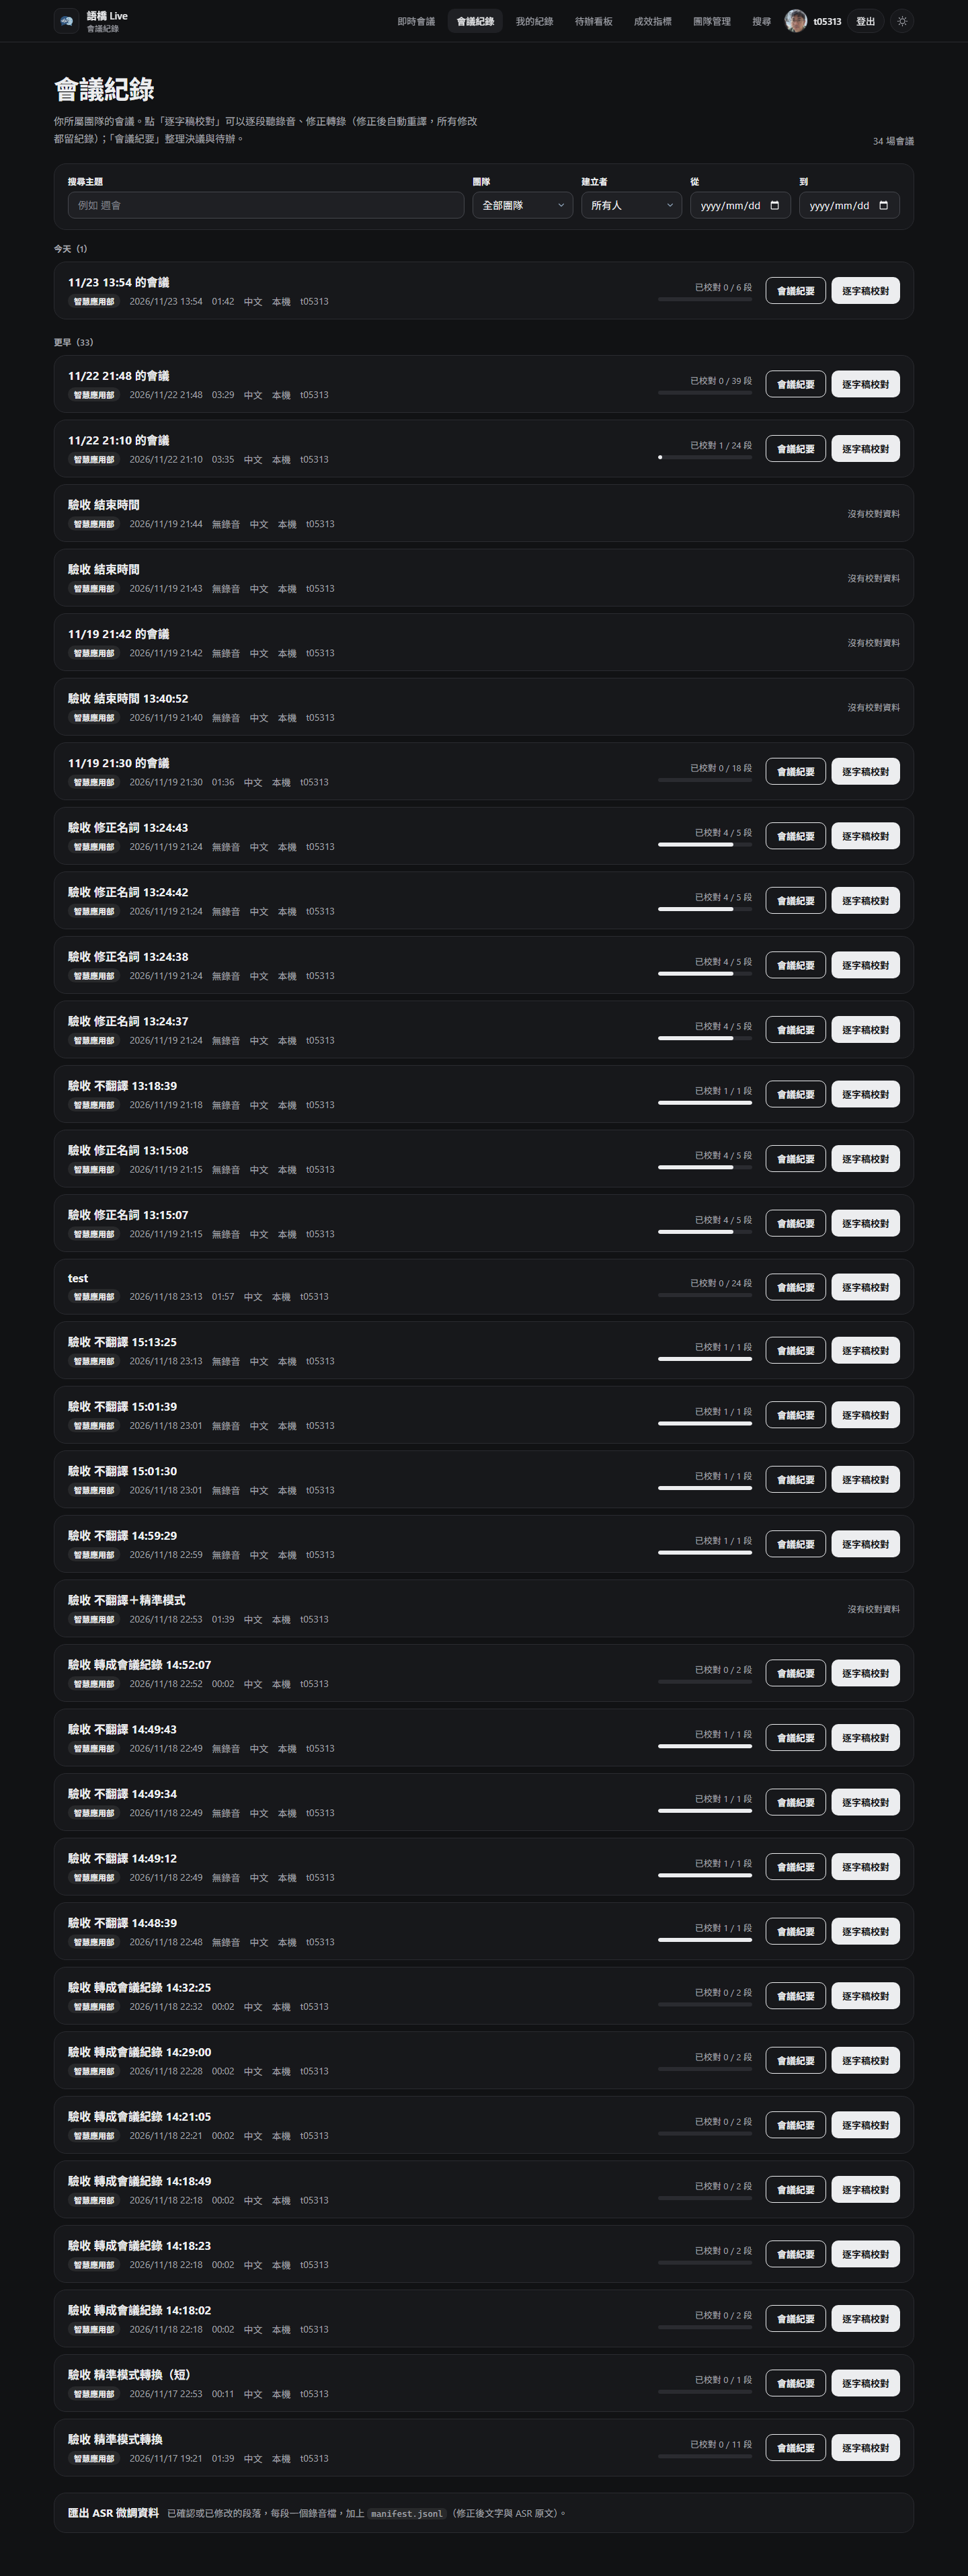 語橋 Live
會議紀錄
即時會議 會議紀錄 我的紀錄 待辦看板 成效指標 團隊管理 搜尋 t05313 登出
會議紀錄
你所屬團隊的會議。點「逐字稿校對」可以逐段聽錄音、修正轉錄（修正後自動重譯，所有修改
都留紀錄）；「會議紀要」整理決議與待辦。
34 場會議
搜尋主題 團隊 建立者 從 到
例如 週會 全部團隊 所有人 yyyy/mm/dd yyyy/mm/dd
今天（1）
11/23 13:54 的會議
智慧應用部 2026/11/23 13:54 01:42 中文 本機 t05313
已校對 0 / 6 段 會議紀要 逐字稿校對
更早（33）
11/22 21:48 的會議
智慧應用部 2026/11/22 21:48 03:29 中文 本機 t05313
已校對 0 / 39 段 會議紀要 逐字稿校對
11/22 21:10 的會議
智慧應用部 2026/11/22 21:10 03:35 中文 本機 t05313
已校對 1 / 24 段 會議紀要 逐字稿校對
驗收 結束時間
智慧應用部 2026/11/19 21:44 無錄音 中文 本機 t05313
沒有校對資料
驗收 結束時間
智慧應用部 2026/11/19 21:43 無錄音 中文 本機 t05313
沒有校對資料
11/19 21:42 的會議
智慧應用部 2026/11/19 21:42 無錄音 中文 本機 t05313
沒有校對資料
驗收 結束時間 13:40:52
智慧應用部 2026/11/19 21:40 無錄音 中文 本機 t05313
沒有校對資料
11/19 21:30 的會議
智慧應用部 2026/11/19 21:30 01:36 中文 本機 t05313
已校對 0 / 18 段 會議紀要 逐字稿校對
驗收 修正名詞 13:24:43
智慧應用部 2026/11/19 21:24 無錄音 中文 本機 t05313
已校對 4 / 5 段 會議紀要 逐字稿校對
驗收 修正名詞 13:24:42
智慧應用部 2026/11/19 21:24 無錄音 中文 本機 t05313
已校對 4 / 5 段 會議紀要 逐字稿校對
驗收 修正名詞 13:24:38
智慧應用部 2026/11/19 21:24 無錄音 中文 本機 t05313
已校對 4 / 5 段 會議紀要 逐字稿校對
驗收 修正名詞 13:24:37
智慧應用部 2026/11/19 21:24 無錄音 中文 本機 t05313
已校對 4 / 5 段 會議紀要 逐字稿校對
驗收 不翻譯 13:18:39
智慧應用部 2026/11/19 21:18 無錄音 中文 本機 t05313
已校對 1 / 1 段 會議紀要 逐字稿校對
驗收 修正名詞 13:15:08
智慧應用部 2026/11/19 21:15 無錄音 中文 本機 t05313
已校對 4 / 5 段 會議紀要 逐字稿校對
驗收 修正名詞 13:15:07
智慧應用部 2026/11/19 21:15 無錄音 中文 本機 t05313
已校對 4 / 5 段 會議紀要 逐字稿校對
test
智慧應用部 2026/11/18 23:13 01:57 中文 本機 t05313
已校對 0 / 24 段 會議紀要 逐字稿校對
驗收 不翻譯 15:13:25
智慧應用部 2026/11/18 23:13 無錄音 中文 本機 t05313
已校對 1 / 1 段 會議紀要 逐字稿校對
驗收 不翻譯 15:01:39
智慧應用部 2026/11/18 23:01 無錄音 中文 本機 t05313
已校對 1 / 1 段 會議紀要 逐字稿校對
驗收 不翻譯 15:01:30
智慧應用部 2026/11/18 23:01 無錄音 中文 本機 t05313
已校對 1 / 1 段 會議紀要 逐字稿校對
驗收 不翻譯 14:59:29
智慧應用部 2026/11/18 22:59 無錄音 中文 本機 t05313
已校對 1 / 1 段 會議紀要 逐字稿校對
驗收 不翻譯＋精準模式
智慧應用部 2026/11/18 22:53 01:39 中文 本機 t05313
沒有校對資料
驗收 轉成會議紀錄 14:52:07
智慧應用部 2026/11/18 22:52 00:02 中文 本機 t05313
已校對 0 / 2 段 會議紀要 逐字稿校對
驗收 不翻譯 14:49:43
智慧應用部 2026/11/18 22:49 無錄音 中文 本機 t05313
已校對 1 / 1 段 會議紀要 逐字稿校對
驗收 不翻譯 14:49:34
智慧應用部 2026/11/18 22:49 無錄音 中文 本機 t05313
已校對 1 / 1 段 會議紀要 逐字稿校對
驗收 不翻譯 14:49:12
智慧應用部 2026/11/18 22:49 無錄音 中文 本機 t05313
已校對 1 / 1 段 會議紀要 逐字稿校對
驗收 不翻譯 14:48:39
智慧應用部 2026/11/18 22:48 無錄音 中文 本機 t05313
已校對 1 / 1 段 會議紀要 逐字稿校對
驗收 轉成會議紀錄 14:32:25
智慧應用部 2026/11/18 22:32 00:02 中文 本機 t05313
已校對 0 / 2 段 會議紀要 逐字稿校對
驗收 轉成會議紀錄 14:29:00
智慧應用部 2026/11/18 22:28 00:02 中文 本機 t05313
已校對 0 / 2 段 會議紀要 逐字稿校對
驗收 轉成會議紀錄 14:21:05
智慧應用部 2026/11/18 22:21 00:02 中文 本機 t05313
已校對 0 / 2 段 會議紀要 逐字稿校對
驗收 轉成會議紀錄 14:18:49
智慧應用部 2026/11/18 22:18 00:02 中文 本機 t05313
已校對 0 / 2 段 會議紀要 逐字稿校對
驗收 轉成會議紀錄 14:18:23
智慧應用部 2026/11/18 22:18 00:02 中文 本機 t05313
已校對 0 / 2 段 會議紀要 逐字稿校對
驗收 轉成會議紀錄 14:18:02
智慧應用部 2026/11/18 22:18 00:02 中文 本機 t05313
已校對 0 / 2 段 會議紀要 逐字稿校對
驗收 精準模式轉換（短）
智慧應用部 2026/11/17 22:53 00:11 中文 本機 t05313
已校對 0 / 1 段 會議紀要 逐字稿校對
驗收 精準模式轉換
智慧應用部 2026/11/17 19:21 01:39 中文 本機 t05313
已校對 0 / 11 段 會議紀要 逐字稿校對
匯出 ASR 微調資料 已確認或已修改的段落，每段一個錄音檔，加上 manifest.jsonl（修正後文字與 ASR 原文）。